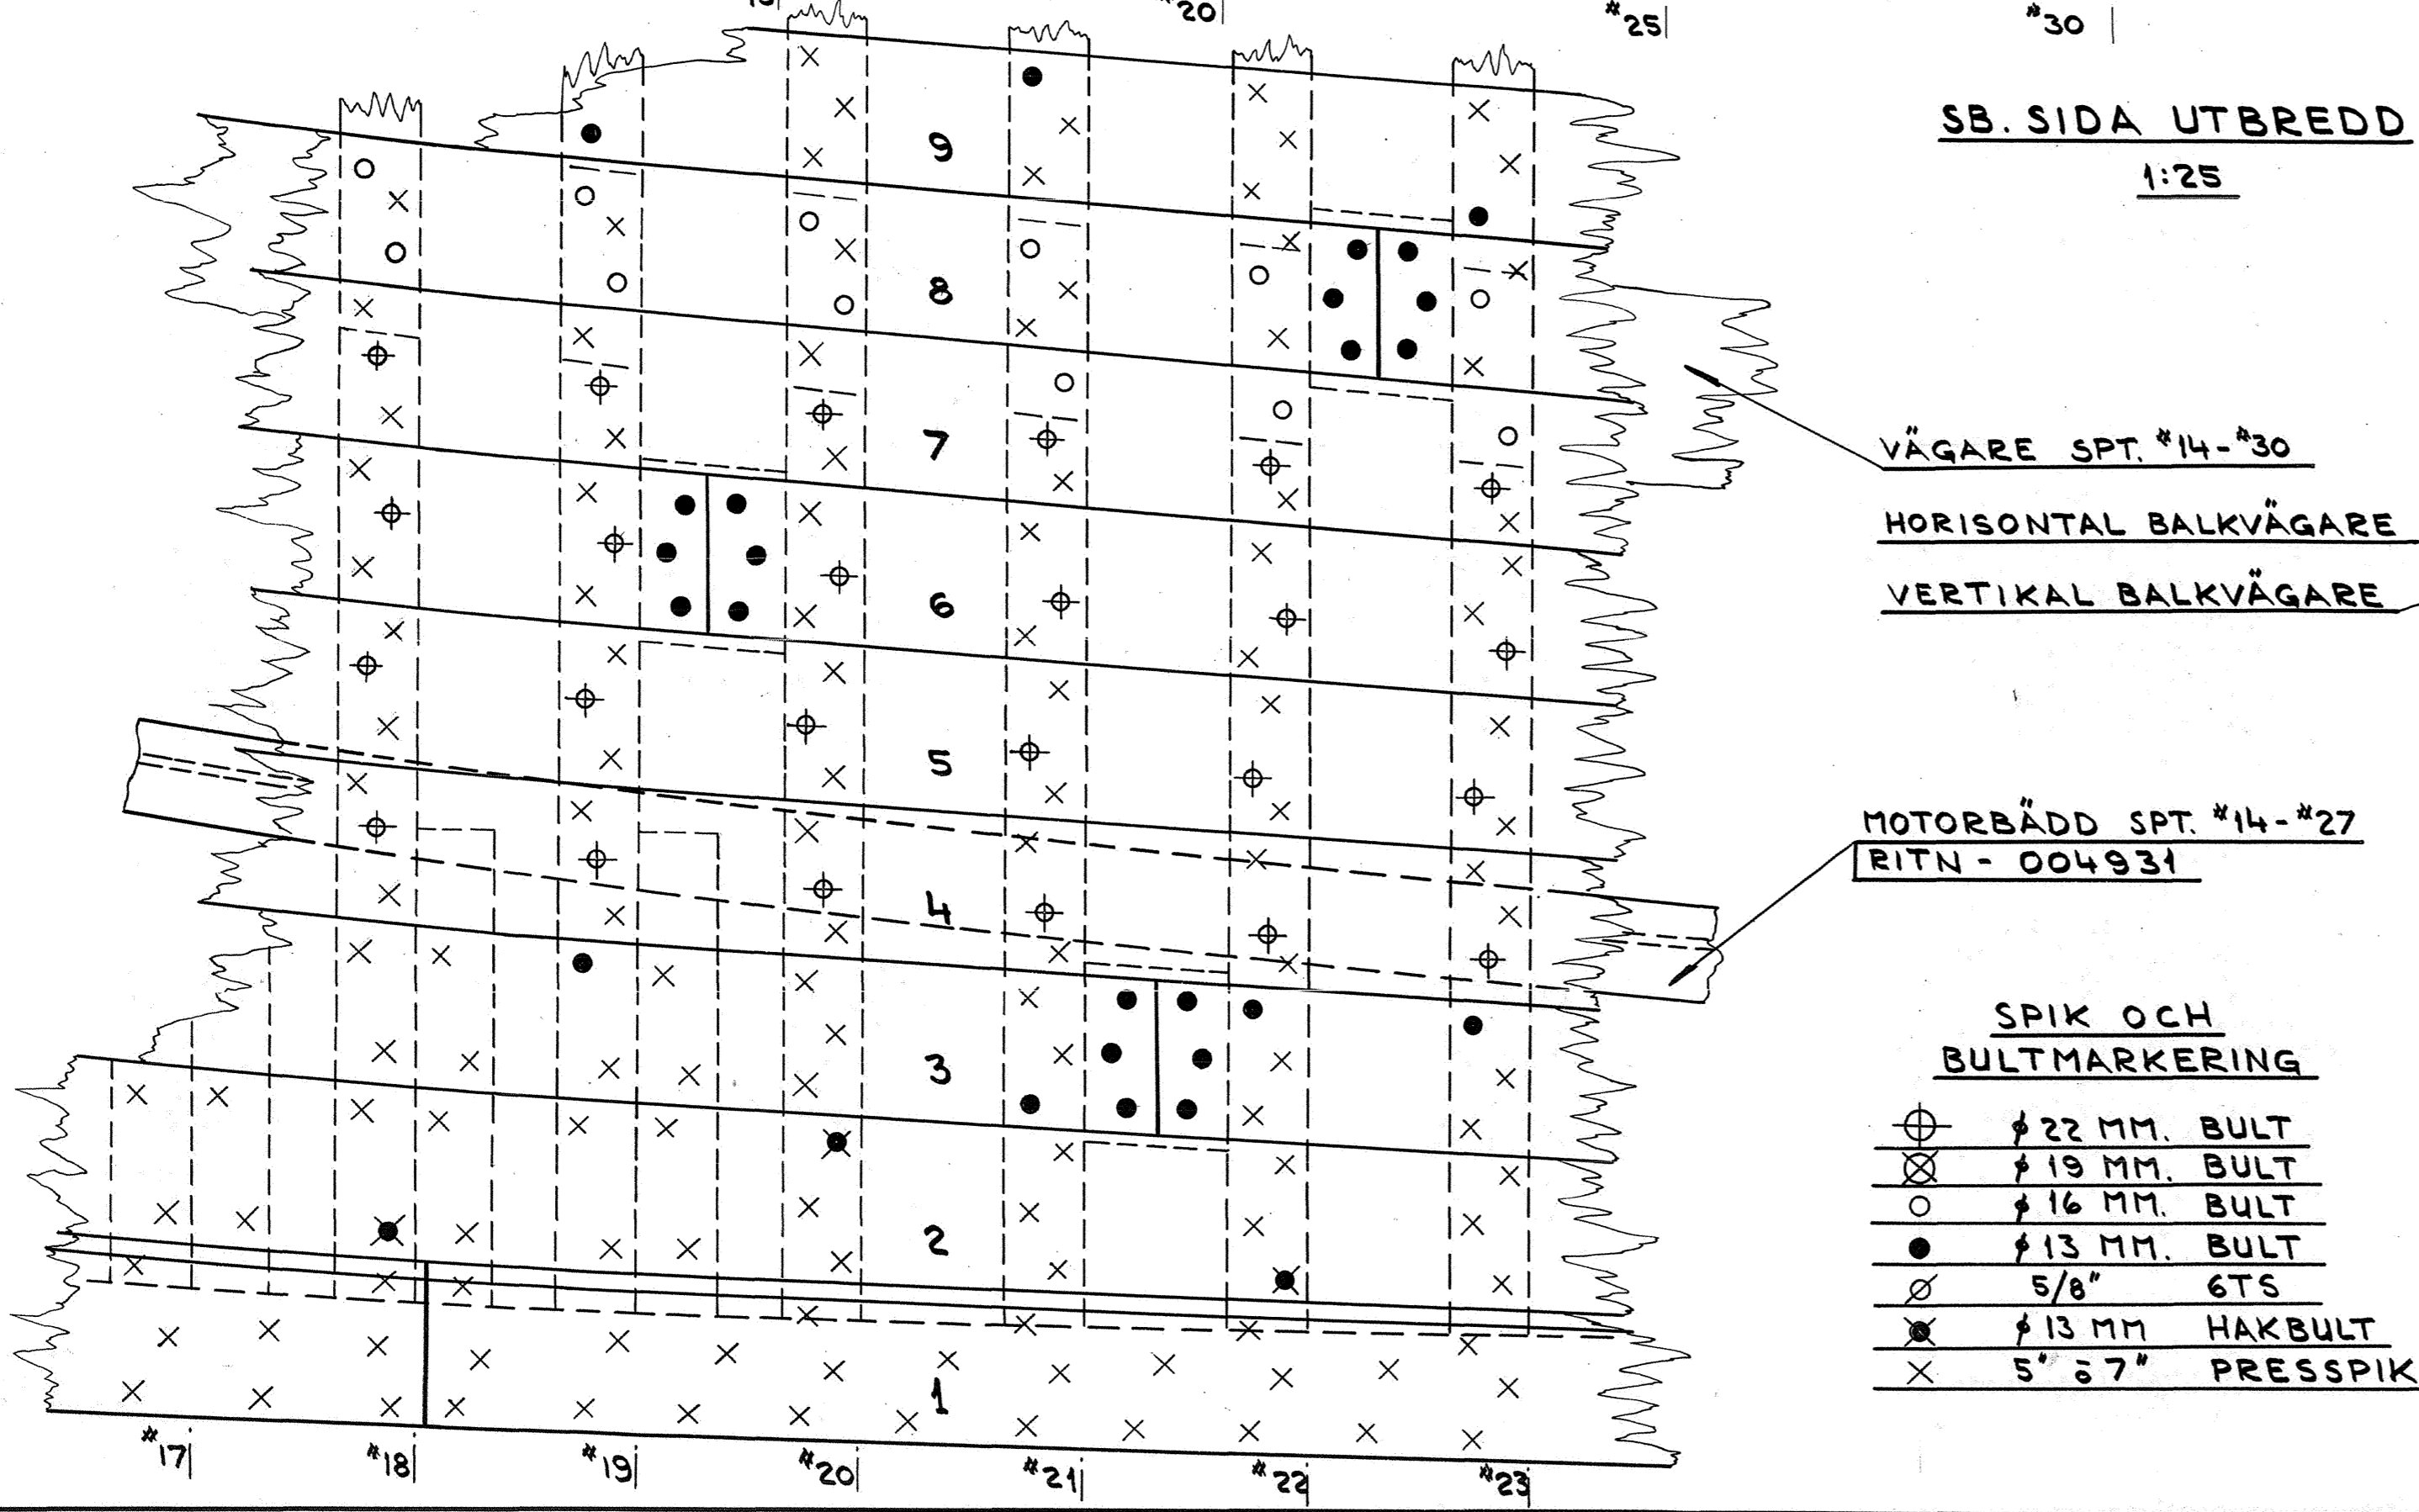 #20
#25
#30
SB. SIDA UTBREDD
1:25
9
8
7
6
5
4
3
2
1
VÄGARE SPT. #14-#30
HORISONTAL BALKVÄGARE
VERTIKAL BALKVÄGARE
MOTORBÄDD SPT. #14-#27
RITN - 004931
SPIK OCH
BULTMARKERING
ϕ 22 MM. BULT
ϕ 19 MM. BULT
ϕ 16 MM. BULT
ϕ 13 MM. BULT
5/8" 6TS
ϕ 13 MM HAKBULT
5" ō 7" PRESSPIK
#17 #18 #19 #20 #21 #22 #23